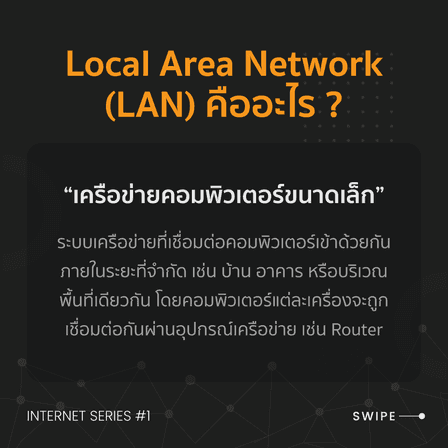 Local Area Network
(LAN) คืออะไร ?
“เครือข่ายคอมพิวเตอร์ขนาดเล็ก”
ระบบเครือข่ายที่เชื่อมต่อคอมพิวเตอร์เข้าด้วยกัน
ภายในระยะที่จำกัด เช่น บ้าน อาคาร หรือบริเวณ
พื้นที่เดียวกัน โดยคอมพิวเตอร์แต่ละเครื่องจะถูก
เชื่อมต่อกันผ่านอุปกรณ์เครือข่าย เช่น Router
INTERNET SERIES #1
SWIPE